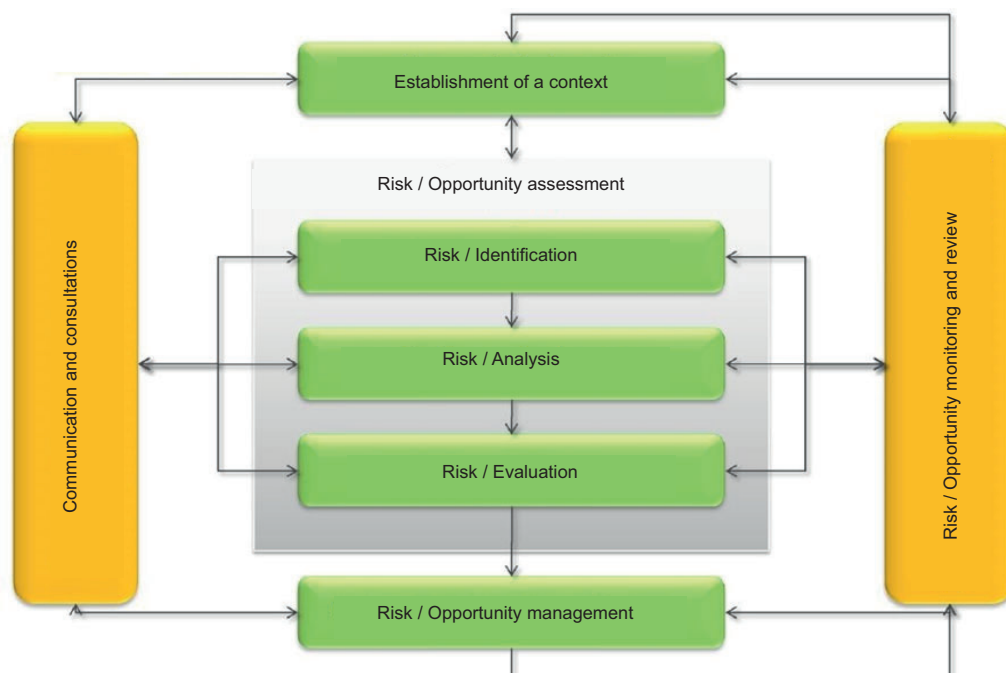 Establishment of a context
Risk / Opportunity assessment
Risk / Identification
Risk / Analysis
Risk / Evaluation
Risk / Opportunity management
Communication and consultations
Risk / Opportunity monitoring and review